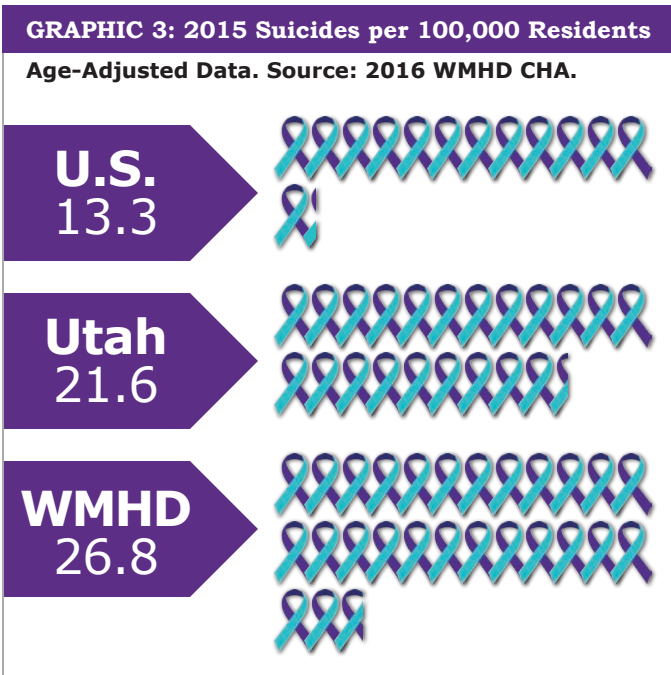 GRAPHIC 3: 2015 Suicides per 100,000 Residents
Age-Adjusted Data. Source: 2016 WMHD CHA.
U.S.
13.3
Utah
21.6
WMHD
26.8